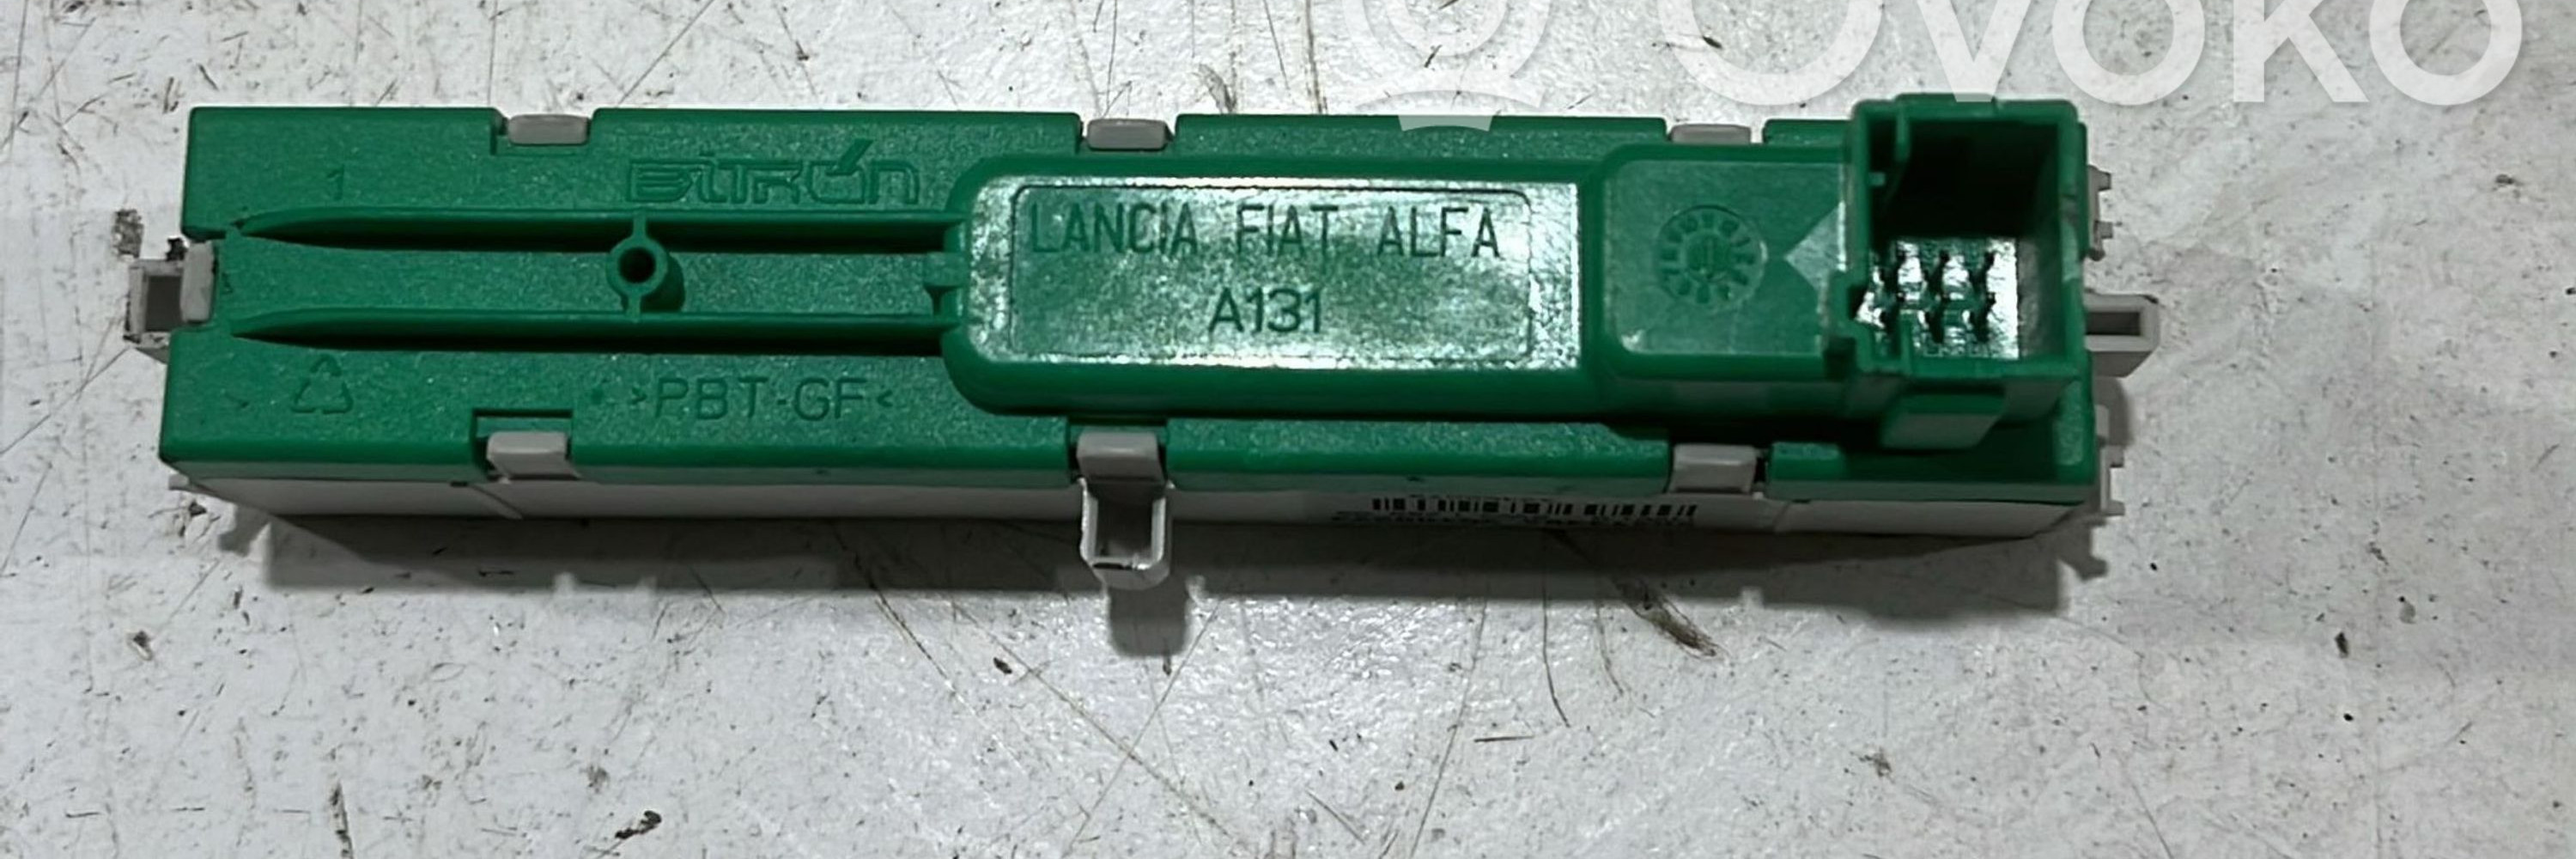 Ovoko
1
BITRON
LANCIA FIAT ALFA
A131
>PBT-GF<